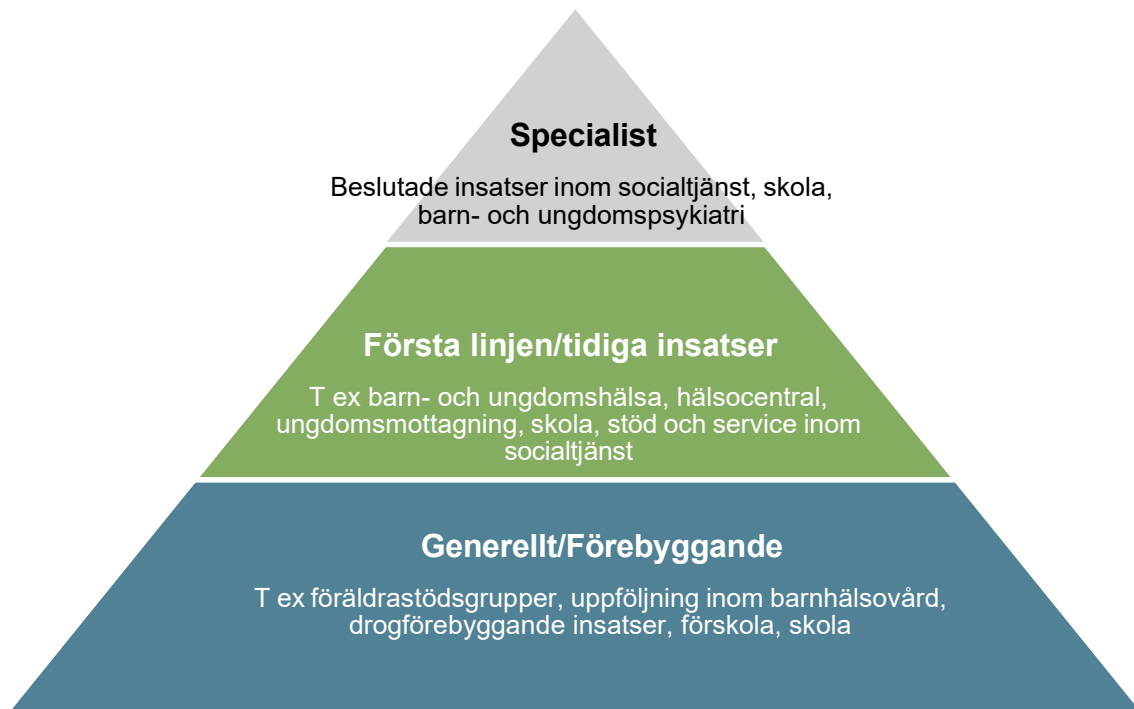 Specialist
Beslutade insatser inom socialtjänst, skola,
barn- och ungdomspsykiatri
Första linjen/tidiga insatser
T ex barn- och ungdomshälsa, hälsocentral,
ungdomsmottagning, skola, stöd och service inom
socialtjänst
Generellt/Förebyggande
T ex föräldrastödsgrupper, uppföljning inom barnhälsovård,
drogförebyggande insatser, förskola, skola